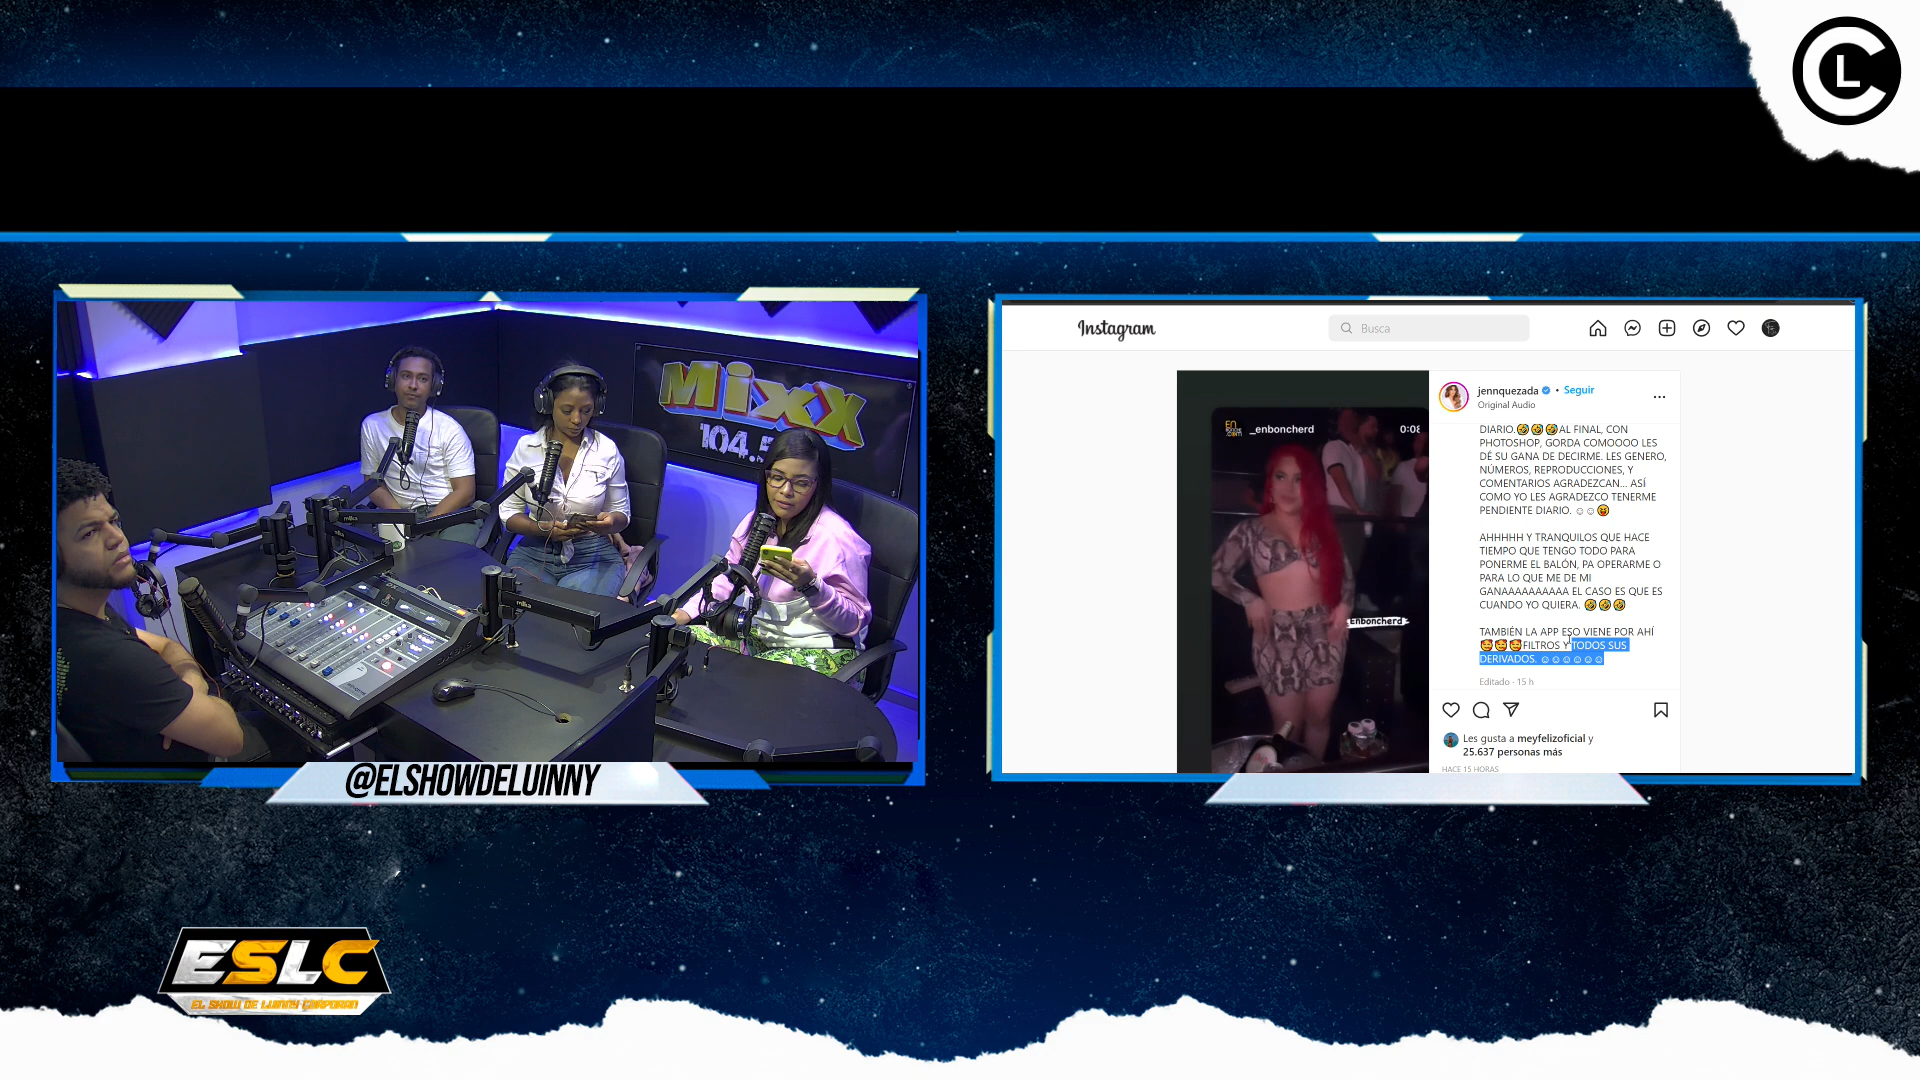 CL
MIXX
104.5
@ELSHOWDELUINNY
ESLC
EL SHOW DE LUINNY CORPORAN
Instagram
Busca
EN
BONCHE
.COM
_enboncherd
0:08
Enboncherd
jennquezada • Seguir
Original Audio
DIARIO.🤣🤣🤣AL FINAL, CON
PHOTOSHOP, GORDA COMOOOO LES
DÉ SU GANA DE DECIRME. LES GENERO,
NÚMEROS, REPRODUCCIONES, Y
COMENTARIOS AGRADEZCAN... ASÍ
COMO YO LES AGRADEZCO TENERME
PENDIENTE DIARIO. ☺☺😝
AHHHHH Y TRANQUILOS QUE HACE
TIEMPO QUE TENGO TODO PARA
PONERME EL BALÓN, PA OPERARME O
PARA LO QUE ME DE MI
GANAAAAAAAAAA EL CASO ES QUE ES
CUANDO YO QUIERA. 🤣🤣🤣
TAMBIÉN LA APP ESO VIENE POR AHÍ
🥰🥰🥰FILTROS Y TODOS SUS
DERIVADOS. ☺☺☺☺☺☺
Editado · 15 h
Les gusta a meyfelizoficial y
25.637 personas más
HACE 15 HORAS